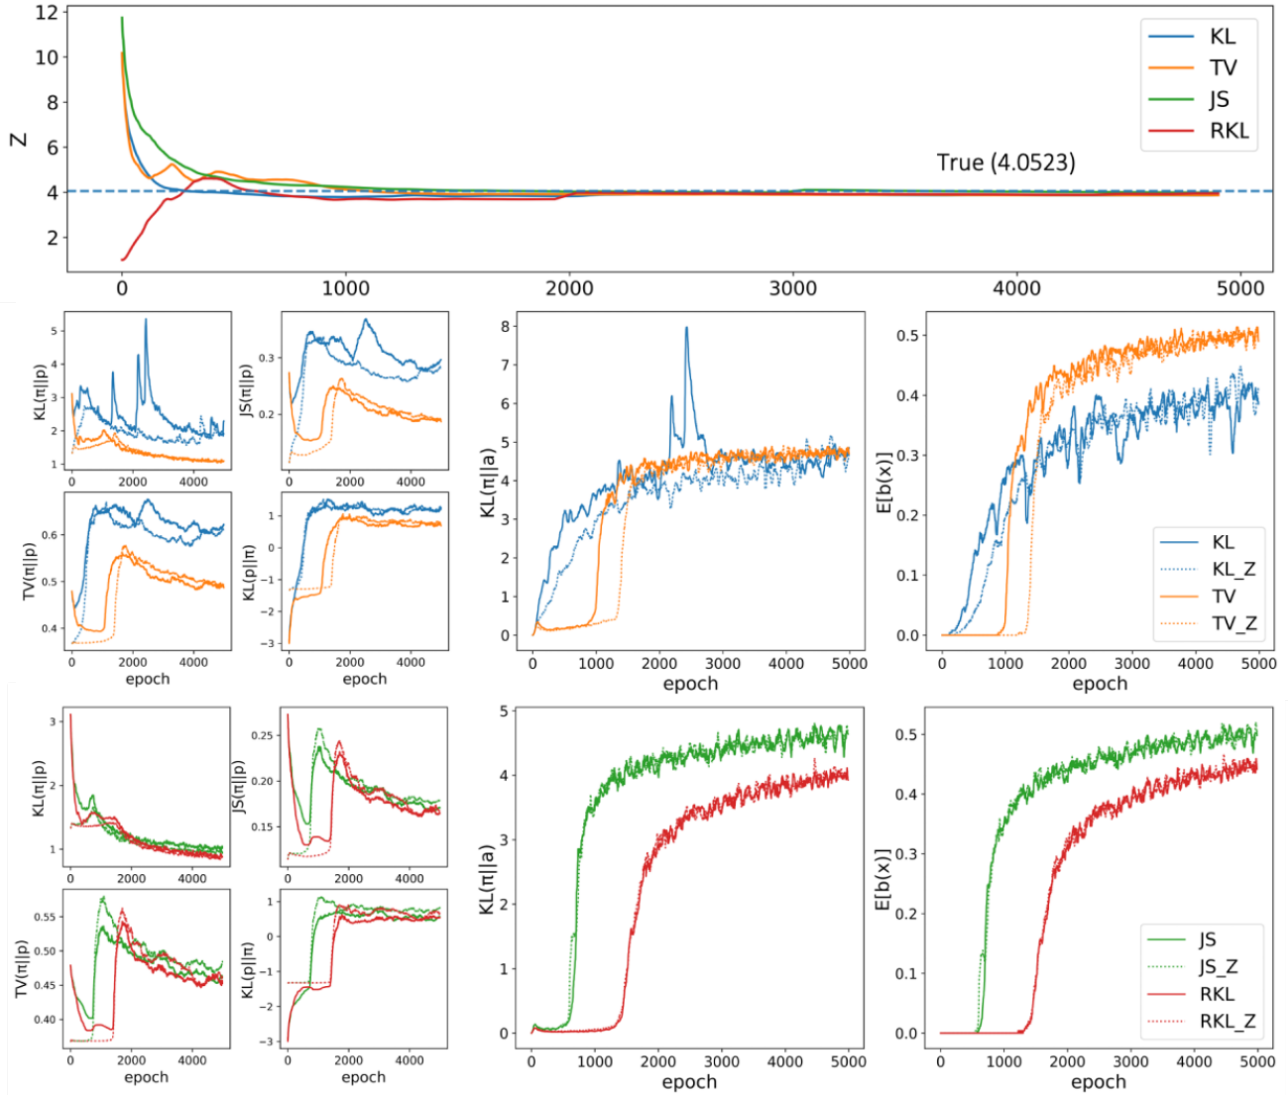 12
10
8
6
4
2
Z
KL
TV
JS
RKL
True (4.0523)
0 1000 2000 3000 4000 5000
KL(π||p)
5
4
3
2
1
0 2000 4000
JS(π||p)
0.3
0.2
0 2000 4000
TV(π||p)
0.6
0.5
0.4
0 2000 4000
epoch
KL(p||π)
1
0
−1
−2
−3
0 2000 4000
epoch
KL(π||a)
8
7
6
5
4
3
2
1
0
0 1000 2000 3000 4000 5000
epoch
E[b(x)]
0.5
0.4
0.3
0.2
0.1
0.0
KL
KL_Z
TV
TV_Z
0 1000 2000 3000 4000 5000
epoch
KL(π||p)
3
2
1
0 2000 4000
JS(π||p)
0.25
0.20
0.15
0 2000 4000
TV(π||p)
0.55
0.50
0.45
0.40
0 2000 4000
epoch
KL(p||π)
1
0
−1
−2
−3
0 2000 4000
epoch
KL(π||a)
5
4
3
2
1
0
0 1000 2000 3000 4000 5000
epoch
E[b(x)]
0.5
0.4
0.3
0.2
0.1
0.0
JS
JS_Z
RKL
RKL_Z
0 1000 2000 3000 4000 5000
epoch